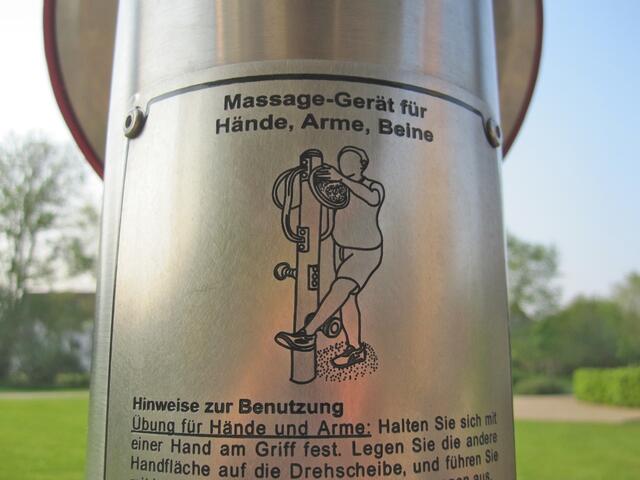 Massage-Gerät für
Hände, Arme, Beine
Hinweise zur Benutzung
Übung für Hände und Arme: Halten Sie sich mit
einer Hand am Griff fest. Legen Sie die andere
Handfläche auf die Drehscheibe, und führen Sie
aus.